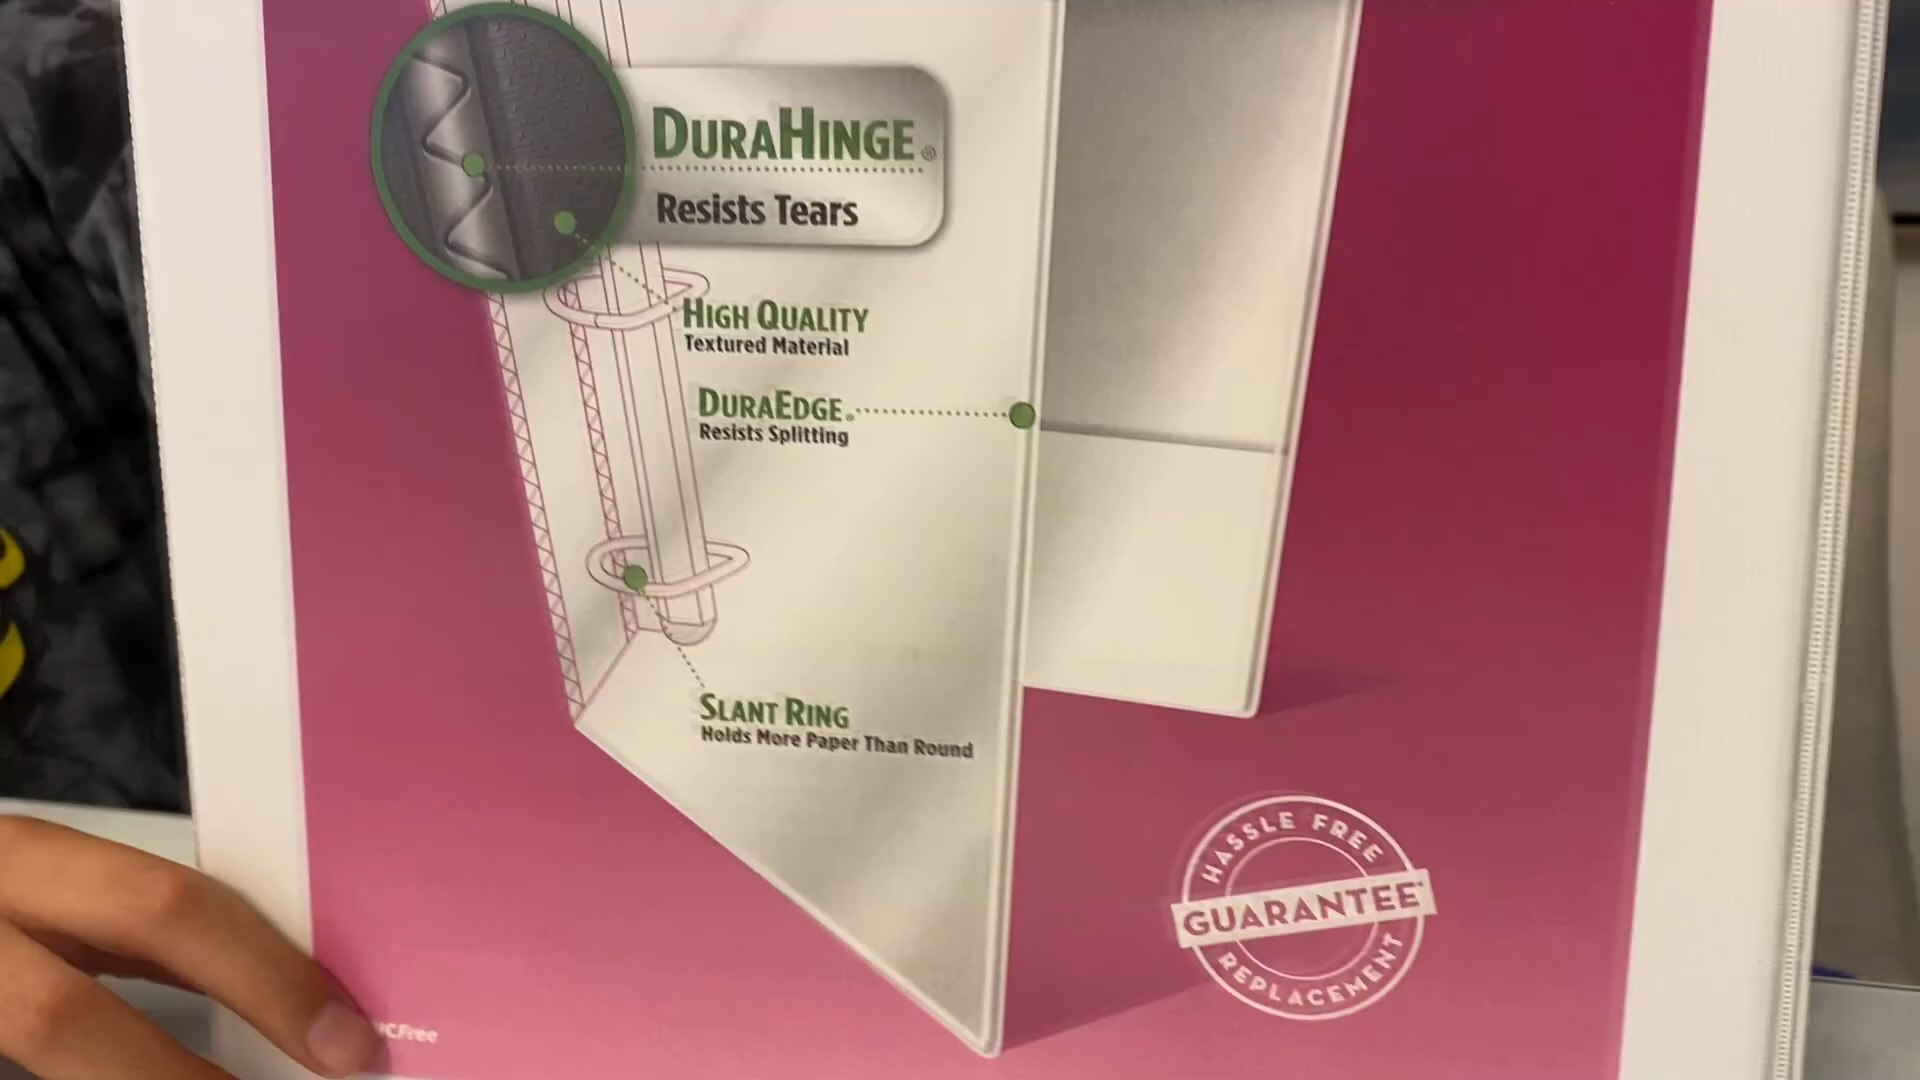 DURAHINGE®
Resists Tears
HIGH QUALITY
Textured Material
DURAEDGE®
Resists Splitting
SLANT RING
Holds More Paper Than Round
HASSLE FREE
GUARANTEE*
REPLACEMENT